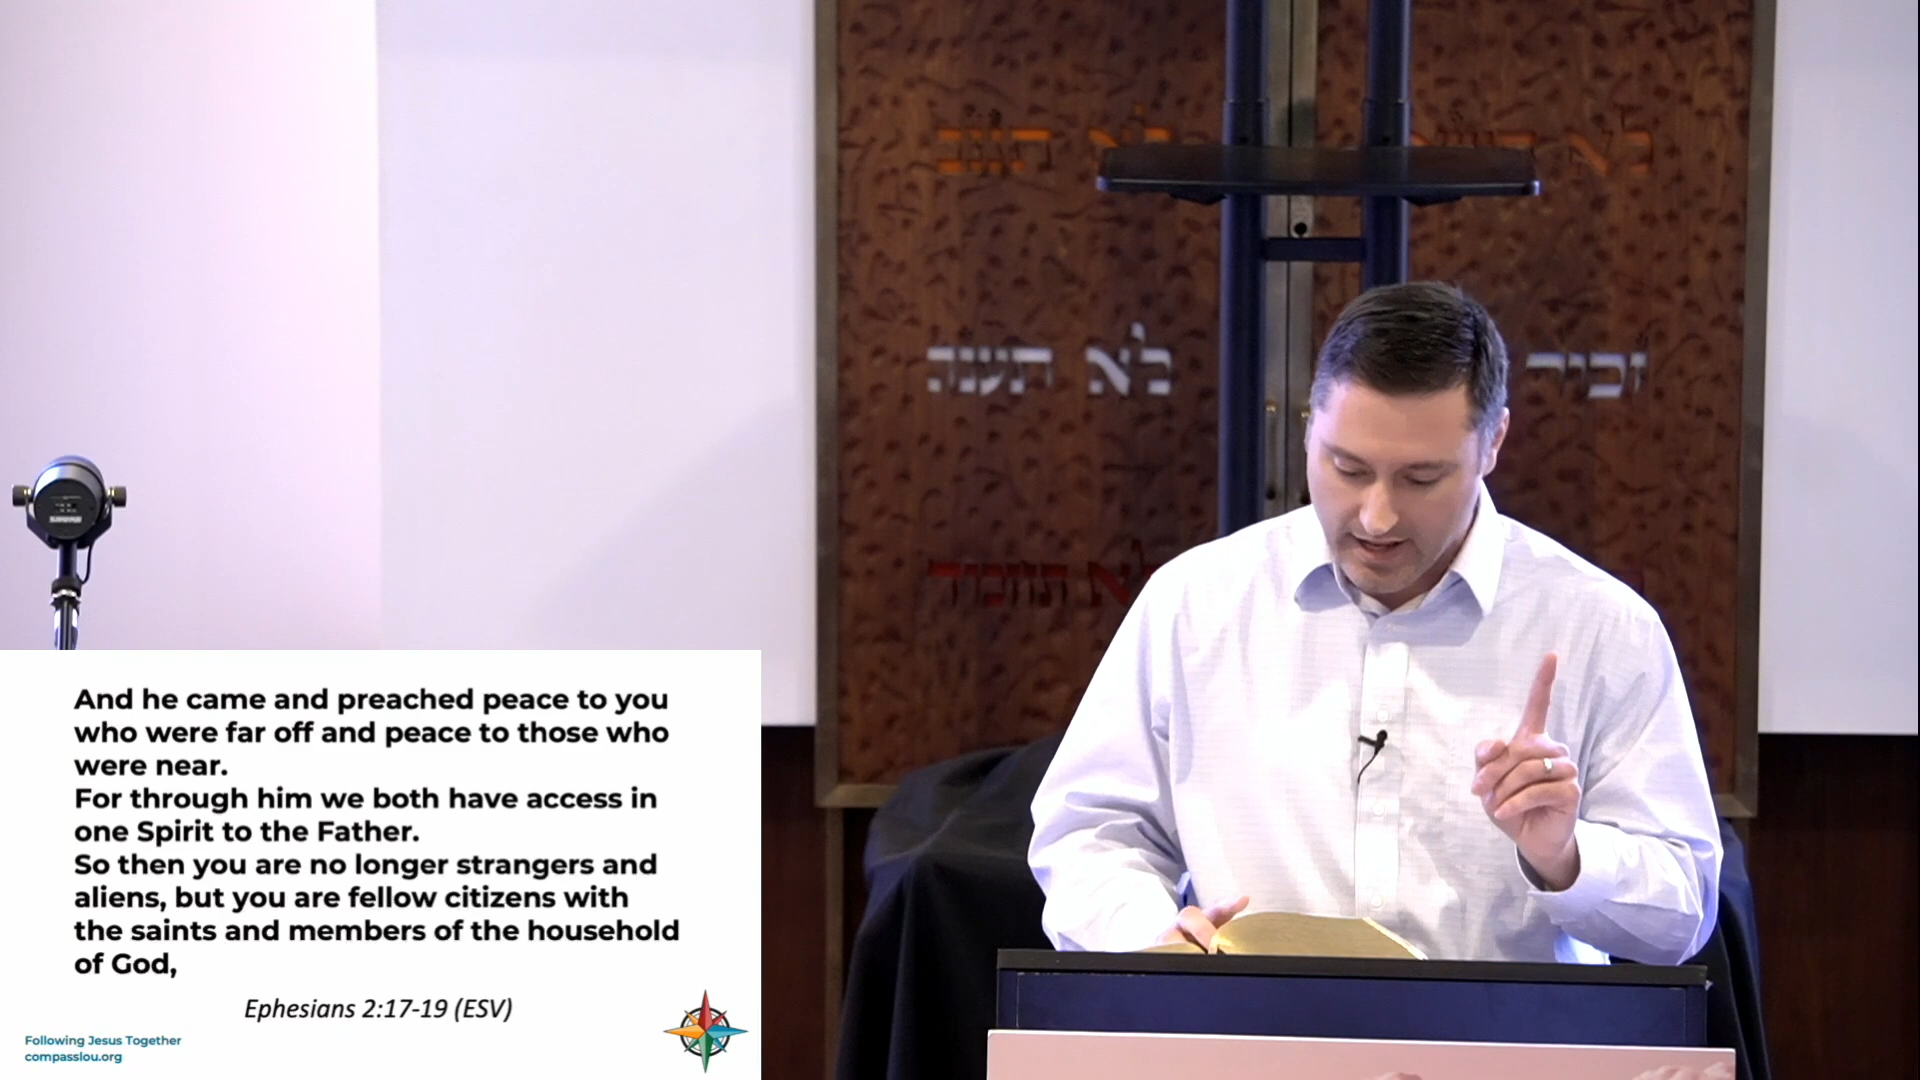 לא
לא תגנב
זכור
לא תענה
תחמד
And he came and preached peace to you
who were far off and peace to those who
were near.
For through him we both have access in
one Spirit to the Father.
So then you are no longer strangers and
aliens, but you are fellow citizens with
the saints and members of the household
of God,
Ephesians 2:17-19 (ESV)
Following Jesus Together
compasslou.org